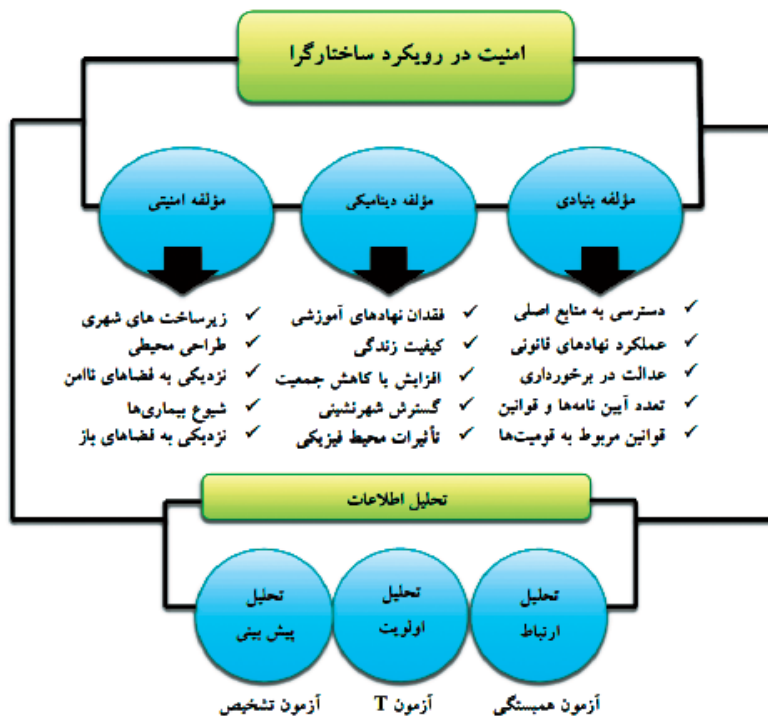 امنیت در رویکرد ساختارگرا
مؤلفه بنیادی
دسترسی به منابع اصلی
عملکرد نهادهای قانونی
عدالت در برخورداری
تعدد آیین نامه‌ها و قوانین
قوانین مربوط به قومیت‌ها
مؤلفه دینامیکی
فقدان نهادهای آموزشی
کیفیت زندگی
افزایش یا کاهش جمعیت
گسترش شهرنشینی
تأثیرات محیط فیزیکی
مؤلفه امنیتی
زیرساخت های شهری
طراحی محیطی
نزدیکی به فضاهای ناامن
شیوع بیماری‌ها
نزدیکی به فضاهای باز
تحلیل اطلاعات
تحلیل
ارتباط
آزمون همبستگی
تحلیل
اولویت
آزمون T
تحلیل
پیش بینی
آزمون تشخیص